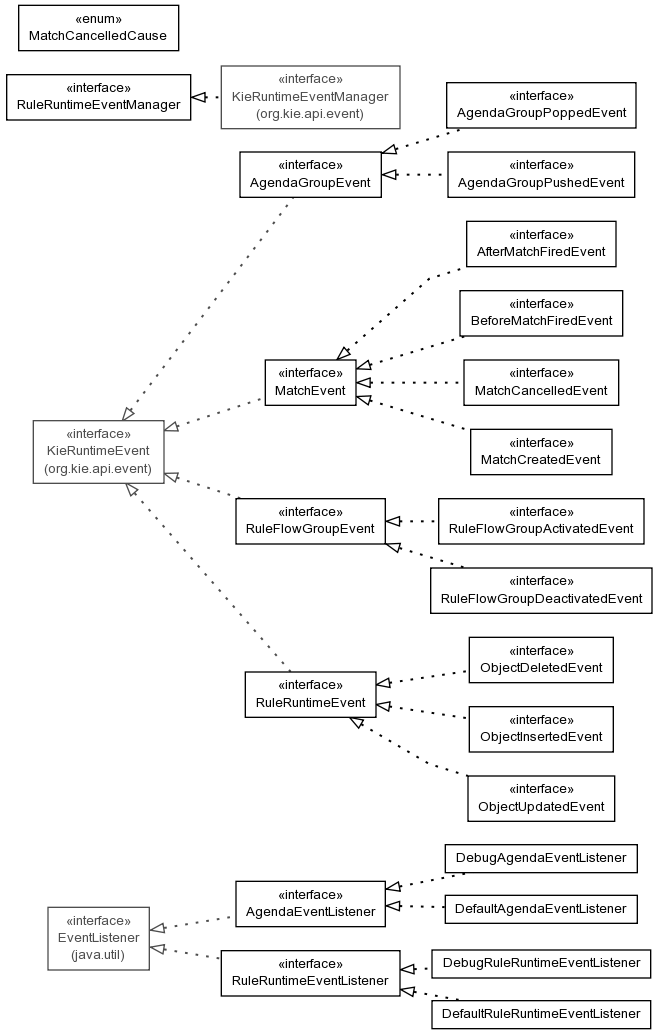 «enum»
MatchCancelledCause
«interface»
RuleRuntimeEventManager
«interface»
KieRuntimeEventManager
(org.kie.api.event)
«interface»
AgendaGroupPoppedEvent
«interface»
AgendaGroupEvent
«interface»
AgendaGroupPushedEvent
«interface»
AfterMatchFiredEvent
«interface»
BeforeMatchFiredEvent
«interface»
MatchEvent
«interface»
MatchCancelledEvent
«interface»
KieRuntimeEvent
(org.kie.api.event)
«interface»
MatchCreatedEvent
«interface»
RuleFlowGroupEvent
«interface»
RuleFlowGroupActivatedEvent
«interface»
RuleFlowGroupDeactivatedEvent
«interface»
ObjectDeletedEvent
«interface»
RuleRuntimeEvent
«interface»
ObjectInsertedEvent
«interface»
ObjectUpdatedEvent
DebugAgendaEventListener
«interface»
AgendaEventListener
DefaultAgendaEventListener
«interface»
EventListener
(java.util)
«interface»
RuleRuntimeEventListener
DebugRuleRuntimeEventListener
DefaultRuleRuntimeEventListener